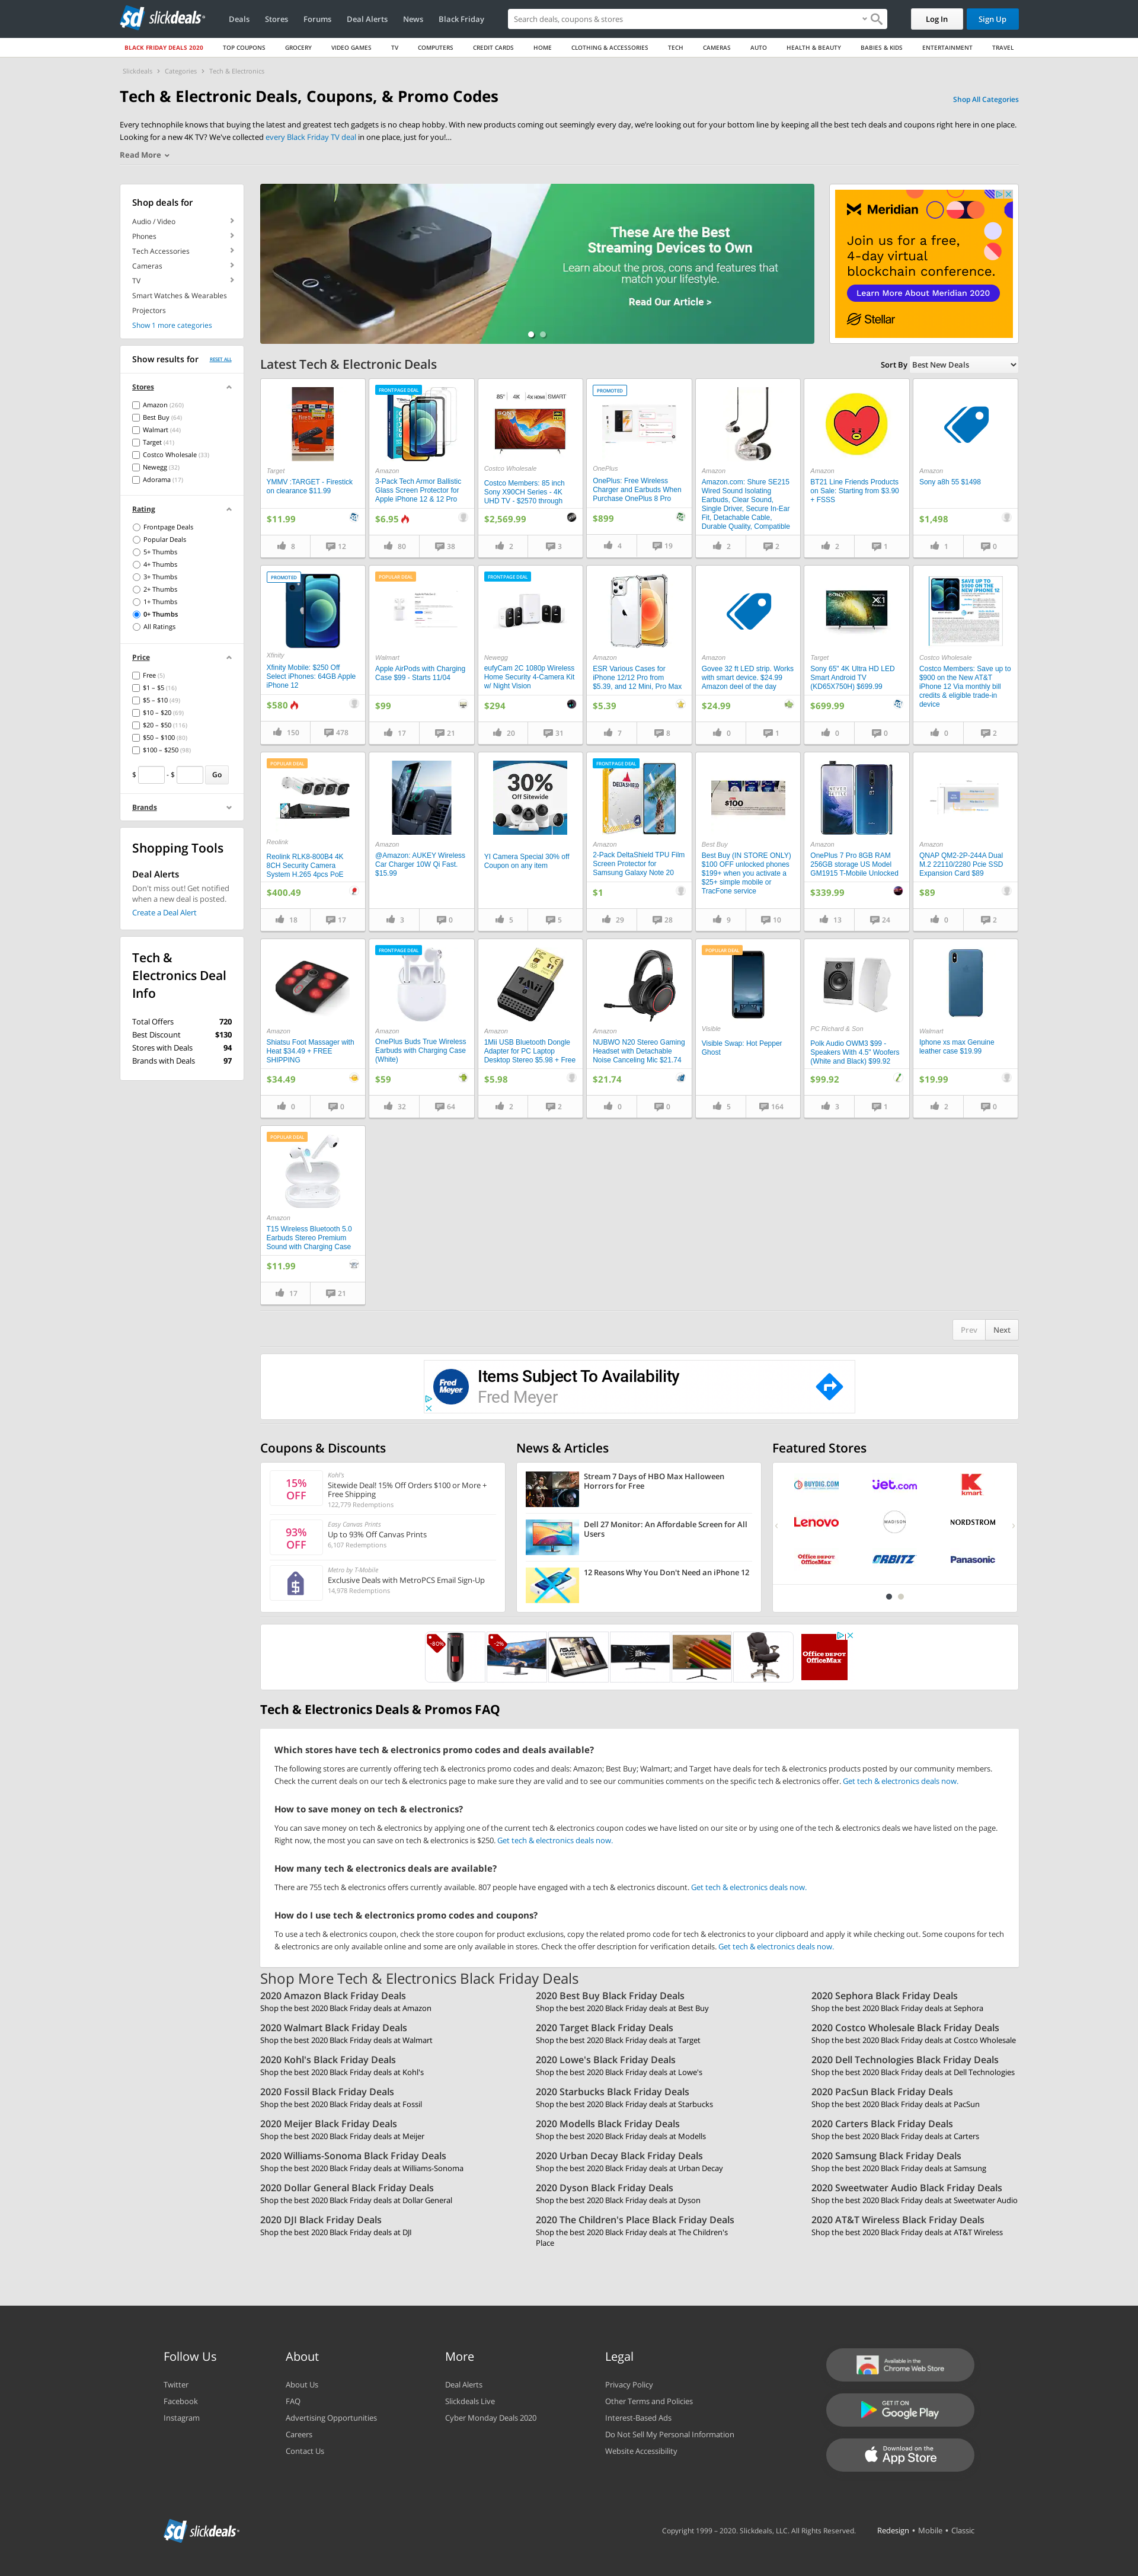 slickdeals
Deals
Stores
Forums
Deal Alerts
News
Black Friday
Search deals, coupons & stores
Log In
Sign Up
BLACK FRIDAY DEALS 2020
TOP COUPONS
GROCERY
VIDEO GAMES
TV
COMPUTERS
CREDIT CARDS
HOME
CLOTHING & ACCESSORIES
TECH
CAMERAS
AUTO
HEALTH & BEAUTY
BABIES & KIDS
ENTERTAINMENT
TRAVEL
Slickdeals > Categories > Tech & Electronics
Tech & Electronic Deals, Coupons, & Promo Codes
Shop All Categories
Every technophile knows that buying the latest and greatest tech gadgets is no cheap hobby. With new products coming out seemingly every day, we're looking out for your bottom line by keeping all the best tech deals and coupons right here in one place.
Looking for a new 4K TV? We've collected every Black Friday TV deal in one place, just for you!...
Read More
Shop deals for
Audio / Video
Phones
Tech Accessories
Cameras
TV
Smart Watches & Wearables
Projectors
Show 1 more categories
Show results for
RESET ALL
Stores
Amazon (260)
Best Buy (64)
Walmart (44)
Target (41)
Costco Wholesale (33)
Newegg (32)
Adorama (17)
Rating
Frontpage Deals
Popular Deals
5+ Thumbs
4+ Thumbs
3+ Thumbs
2+ Thumbs
1+ Thumbs
0+ Thumbs
All Ratings
Price
Free (5)
$1 – $5 (16)
$5 – $10 (49)
$10 – $20 (69)
$20 – $50 (116)
$50 – $100 (80)
$100 – $250 (98)
$ - $ Go
Brands
Shopping Tools
Deal Alerts
Don't miss out! Get notified
when a new deal is posted.
Create a Deal Alert
Tech &
Electronics Deal
Info
Total Offers 720
Best Discount $130
Stores with Deals 94
Brands with Deals 97
These Are the Best
Streaming Devices to Own
Learn about the pros, cons and features that
match your lifestyle.
Read Our Article >
Meridian
Join us for a free,
4-day virtual
blockchain conference.
Learn More About Meridian 2020
Stellar
Latest Tech & Electronic Deals
Sort By Best New Deals
Target
YMMV :TARGET - Firestick
on clearance $11.99
$11.99
8 12
FRONTPAGE DEAL
Amazon
3-Pack Tech Armor Ballistic
Glass Screen Protector for
Apple iPhone 12 & 12 Pro
$6.95
80 38
85" 4K 4K HDR SMART
SONY
Costco Wholesale
Costco Members: 85 inch
Sony X90CH Series - 4K
UHD TV - $2570 through
$2,569.99
2 3
PROMOTED
OnePlus
OnePlus: Free Wireless
Charger and Earbuds When
Purchase OnePlus 8 Pro
$899
4 19
Amazon
Amazon.com: Shure SE215
Wired Sound Isolating
Earbuds, Clear Sound,
Single Driver, Secure In-Ear
Fit, Detachable Cable,
Durable Quality, Compatible
2 2
Amazon
BT21 Line Friends Products
on Sale: Starting from $3.90
+ FSSS
2 1
Amazon
Sony a8h 55 $1498
$1,498
1 0
PROMOTED
Xfinity
Xfinity Mobile: $250 Off
Select iPhones: 64GB Apple
iPhone 12
$580
150 478
POPULAR DEAL
Walmart
Apple AirPods with Charging
Case $99 - Starts 11/04
$99
17 21
FRONTPAGE DEAL
Newegg
eufyCam 2C 1080p Wireless
Home Security 4-Camera Kit
w/ Night Vision
$294
20 31
Amazon
ESR Various Cases for
iPhone 12/12 Pro from
$5.39, and 12 Mini, Pro Max
$5.39
7 8
Amazon
Govee 32 ft LED strip. Works
with smart device. $24.99
Amazon deel of the day
$24.99
0 1
SONY
X1
Target
Sony 65" 4K Ultra HD LED
Smart Android TV
(KD65X750H) $699.99
$699.99
0 0
SAVE UP TO
$900 ON THE
NEW IPHONE 12
Costco Wholesale
Costco Members: Save up to
$900 on the New AT&T
iPhone 12 Via monthly bill
credits & eligible trade-in
device
0 2
POPULAR DEAL
Reolink
Reolink RLK8-800B4 4K
8CH Security Camera
System H.265 4pcs PoE
$400.49
18 17
Amazon
@Amazon: AUKEY Wireless
Car Charger 10W Qi Fast.
$15.99
3 0
30%
Off Sitewide
YI Camera Special 30% off
Coupon on any item
5 5
FRONTPAGE DEAL
DELTASHIELD
Amazon
2-Pack DeltaShield TPU Film
Screen Protector for
Samsung Galaxy Note 20
$1
29 28
$100
Best Buy
Best Buy (IN STORE ONLY)
$100 OFF unlocked phones
$199+ when you activate a
$25+ simple mobile or
TracFone service
9 10
Amazon
OnePlus 7 Pro 8GB RAM
256GB storage US Model
GM1915 T-Mobile Unlocked
$339.99
13 24
Amazon
QNAP QM2-2P-244A Dual
M.2 22110/2280 Pcie SSD
Expansion Card $89
$89
0 2
Amazon
Shiatsu Foot Massager with
Heat $34.49 + FREE
SHIPPING
$34.49
0 0
FRONTPAGE DEAL
Amazon
OnePlus Buds True Wireless
Earbuds with Charging Case
(White)
$59
32 64
1Mii
Amazon
1Mii USB Bluetooth Dongle
Adapter for PC Laptop
Desktop Stereo $5.98 + Free
$5.98
2 2
Amazon
NUBWO N20 Stereo Gaming
Headset with Detachable
Noise Canceling Mic $21.74
$21.74
0 0
POPULAR DEAL
Visible
Visible Swap: Hot Pepper
Ghost
5 164
PC Richard & Son
Polk Audio OWM3 $99 -
Speakers With 4.5" Woofers
(White and Black) $99.92
$99.92
3 1
Walmart
Iphone xs max Genuine
leather case $19.99
$19.99
2 0
POPULAR DEAL
Amazon
T15 Wireless Bluetooth 5.0
Earbuds Stereo Premium
Sound with Charging Case
$11.99
17 21
Prev
Next
Fred Meyer
Items Subject To Availability
Fred Meyer
Coupons & Discounts
15%
OFF
Kohl's
Sitewide Deal! 15% Off Orders $100 or More +
Free Shipping
122,779 Redemptions
93%
OFF
Easy Canvas Prints
Up to 93% Off Canvas Prints
6,107 Redemptions
Metro by T-Mobile
Exclusive Deals with MetroPCS Email Sign-Up
14,978 Redemptions
News & Articles
Stream 7 Days of HBO Max Halloween
Horrors for Free
Dell 27 Monitor: An Affordable Screen for All
Users
12 Reasons Why You Don't Need an iPhone 12
Featured Stores
BUYDIG.COM
jet.com
kmart
Lenovo
MADISON
NORDSTROM
Office DEPOT
OfficeMax
ORBITZ
Panasonic
-80%
-2%
Office DEPOT
OfficeMax
Tech & Electronics Deals & Promos FAQ
Which stores have tech & electronics promo codes and deals available?
The following stores are currently offering tech & electronics promo codes and deals: Amazon; Best Buy; Walmart; and Target have deals for tech & electronics products posted by our community members.
Check the current deals on our tech & electronics page to make sure they are valid and to see our communities comments on the specific tech & electronics offer. Get tech & electronics deals now.
How to save money on tech & electronics?
You can save money on tech & electronics by applying one of the current tech & electronics coupon codes we have listed on our site or by using one of the tech & electronics deals we have listed on the page.
Right now, the most you can save on tech & electronics is $250. Get tech & electronics deals now.
How many tech & electronics deals are available?
There are 755 tech & electronics offers currently available. 807 people have engaged with a tech & electronics discount. Get tech & electronics deals now.
How do I use tech & electronics promo codes and coupons?
To use a tech & electronics coupon, check the store coupon for product exclusions, copy the related promo code for tech & electronics to your clipboard and apply it while checking out. Some coupons for tech
& electronics are only available online and some are only available in stores. Check the offer description for verification details. Get tech & electronics deals now.
Shop More Tech & Electronics Black Friday Deals
2020 Amazon Black Friday Deals
Shop the best 2020 Black Friday deals at Amazon
2020 Best Buy Black Friday Deals
Shop the best 2020 Black Friday deals at Best Buy
2020 Sephora Black Friday Deals
Shop the best 2020 Black Friday deals at Sephora
2020 Walmart Black Friday Deals
Shop the best 2020 Black Friday deals at Walmart
2020 Target Black Friday Deals
Shop the best 2020 Black Friday deals at Target
2020 Costco Wholesale Black Friday Deals
Shop the best 2020 Black Friday deals at Costco Wholesale
2020 Kohl's Black Friday Deals
Shop the best 2020 Black Friday deals at Kohl's
2020 Lowe's Black Friday Deals
Shop the best 2020 Black Friday deals at Lowe's
2020 Dell Technologies Black Friday Deals
Shop the best 2020 Black Friday deals at Dell Technologies
2020 Fossil Black Friday Deals
Shop the best 2020 Black Friday deals at Fossil
2020 Starbucks Black Friday Deals
Shop the best 2020 Black Friday deals at Starbucks
2020 PacSun Black Friday Deals
Shop the best 2020 Black Friday deals at PacSun
2020 Meijer Black Friday Deals
Shop the best 2020 Black Friday deals at Meijer
2020 Modells Black Friday Deals
Shop the best 2020 Black Friday deals at Modells
2020 Carters Black Friday Deals
Shop the best 2020 Black Friday deals at Carters
2020 Williams-Sonoma Black Friday Deals
Shop the best 2020 Black Friday deals at Williams-Sonoma
2020 Urban Decay Black Friday Deals
Shop the best 2020 Black Friday deals at Urban Decay
2020 Samsung Black Friday Deals
Shop the best 2020 Black Friday deals at Samsung
2020 Dollar General Black Friday Deals
Shop the best 2020 Black Friday deals at Dollar General
2020 Dyson Black Friday Deals
Shop the best 2020 Black Friday deals at Dyson
2020 Sweetwater Audio Black Friday Deals
Shop the best 2020 Black Friday deals at Sweetwater Audio
2020 DJI Black Friday Deals
Shop the best 2020 Black Friday deals at DJI
2020 The Children's Place Black Friday Deals
Shop the best 2020 Black Friday deals at The Children's
Place
2020 AT&T Wireless Black Friday Deals
Shop the best 2020 Black Friday deals at AT&T Wireless
Follow Us
Twitter
Facebook
Instagram
About
About Us
FAQ
Advertising Opportunities
Careers
Contact Us
More
Deal Alerts
Slickdeals Live
Cyber Monday Deals 2020
Legal
Privacy Policy
Other Terms and Policies
Interest-Based Ads
Do Not Sell My Personal Information
Website Accessibility
Available in the
Chrome Web Store
GET IT ON
Google Play
Download on the
App Store
slickdeals
Copyright 1999 – 2020. Slickdeals, LLC. All Rights Reserved.
Redesign • Mobile • Classic